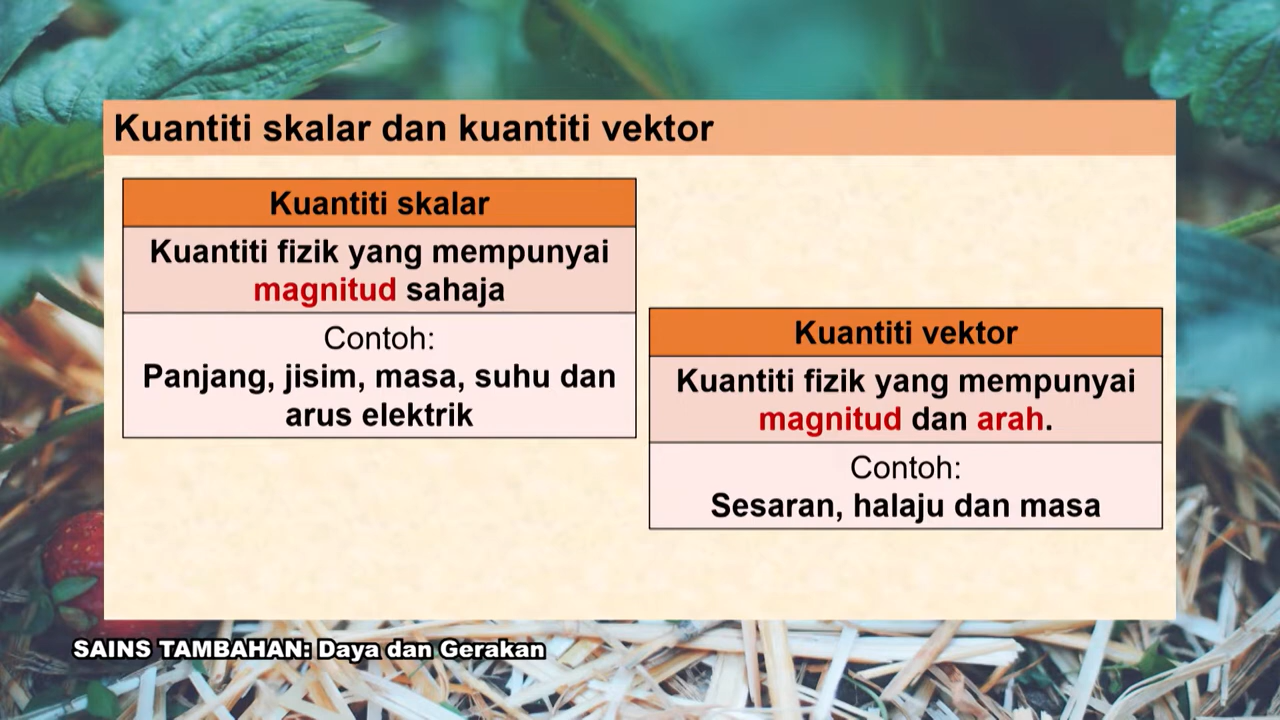 Kuantiti skalar dan kuantiti vektor
Kuantiti skalar
Kuantiti fizik yang mempunyai
magnitud sahaja
Contoh:
Panjang, jisim, masa, suhu dan
arus elektrik
Kuantiti vektor
Kuantiti fizik yang mempunyai
magnitud dan arah.
Contoh:
Sesaran, halaju dan masa
SAINS TAMBAHAN: Daya dan Gerakan